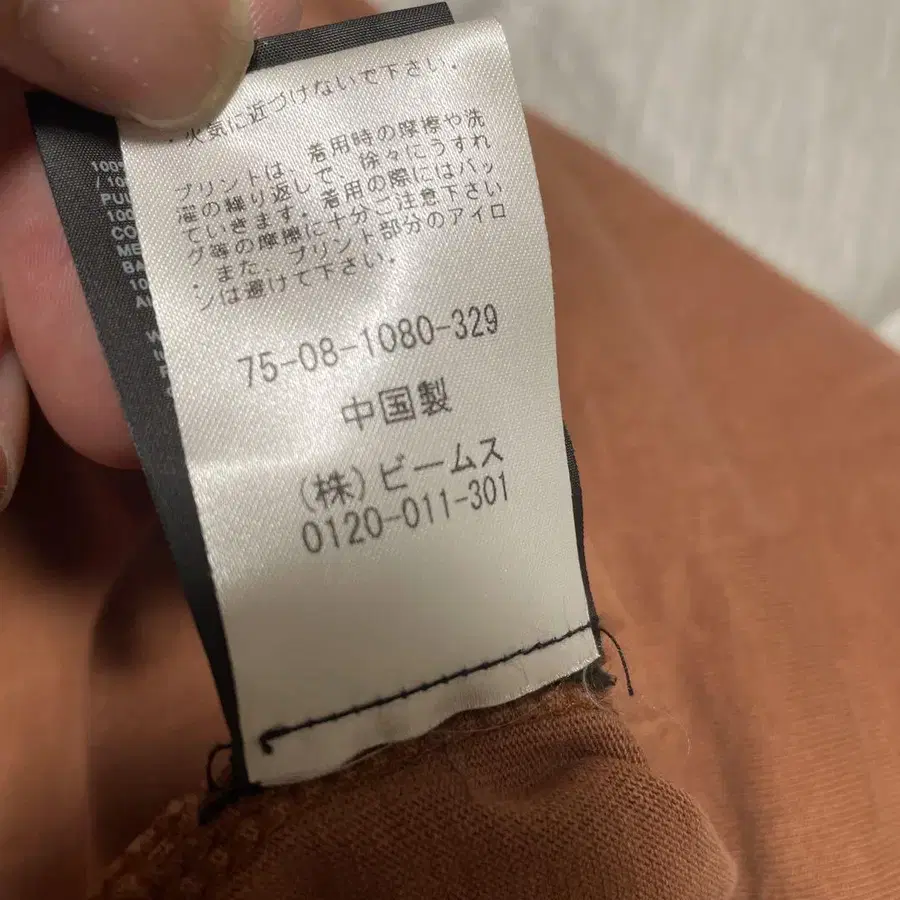 ・火気に近づけないで下さい.
プリントは、着用時の摩擦や洗
濯の繰り返しで、徐々にうすれ
ていきます。着用の際にはバッ
グ等の摩擦に十分ご注意下さい
．また、プリント部分のアイロ
ンは避けて下さい．
75-08-1080-329
中国製
(株)ビームス
0120-011-301